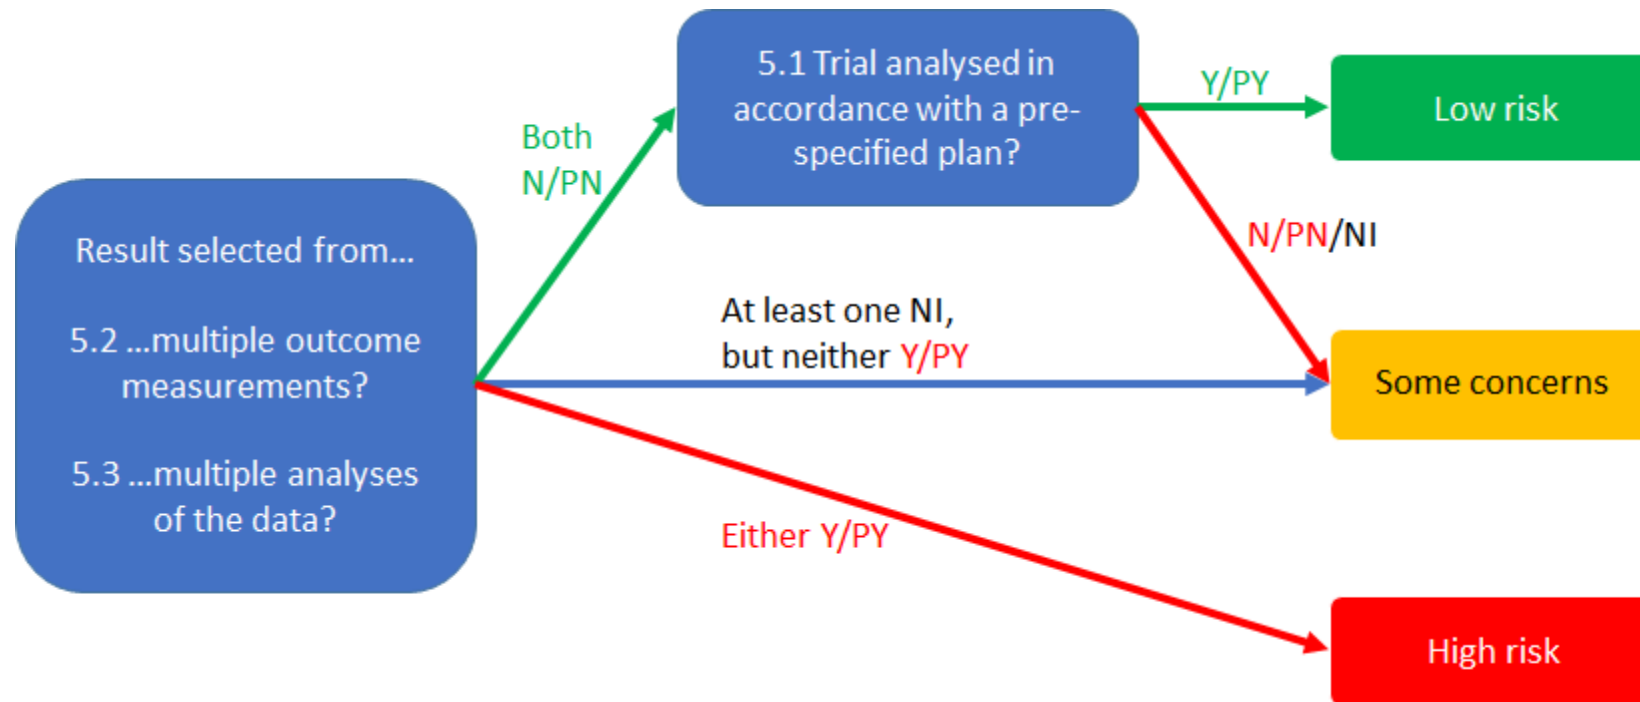 Result selected from...
5.2 ...multiple outcome
measurements?
5.3 ...multiple analyses
of the data?
Both
N/PN
5.1 Trial analysed in
accordance with a pre-
specified plan?
Y/PY
Low risk
N/PN/NI
At least one NI,
but neither Y/PY
Some concerns
Either Y/PY
High risk